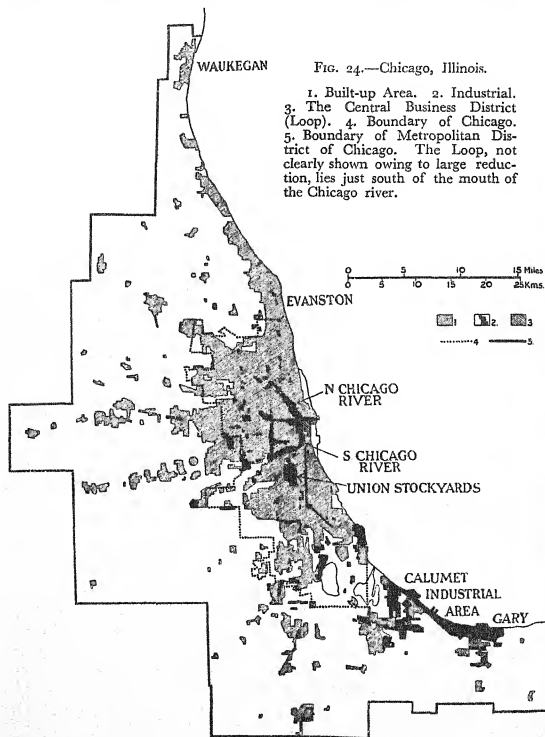 WAUKEGAN
FIG. 24.—Chicago, Illinois.
1. Built-up Area. 2. Industrial.
3. The Central Business District
(Loop). 4. Boundary of Chicago.
5. Boundary of Metropolitan Dis-
trict of Chicago. The Loop, not
clearly shown owing to large reduc-
tion, lies just south of the mouth of
the Chicago river.
0 5 10 15 Miles
0 5 10 15 20 25 Kms.
1 2. 3
4 5.
EVANSTON
N CHICAGO
RIVER
S CHICAGO
RIVER
UNION STOCKYARDS
CALUMET
INDUSTRIAL
AREA
GARY